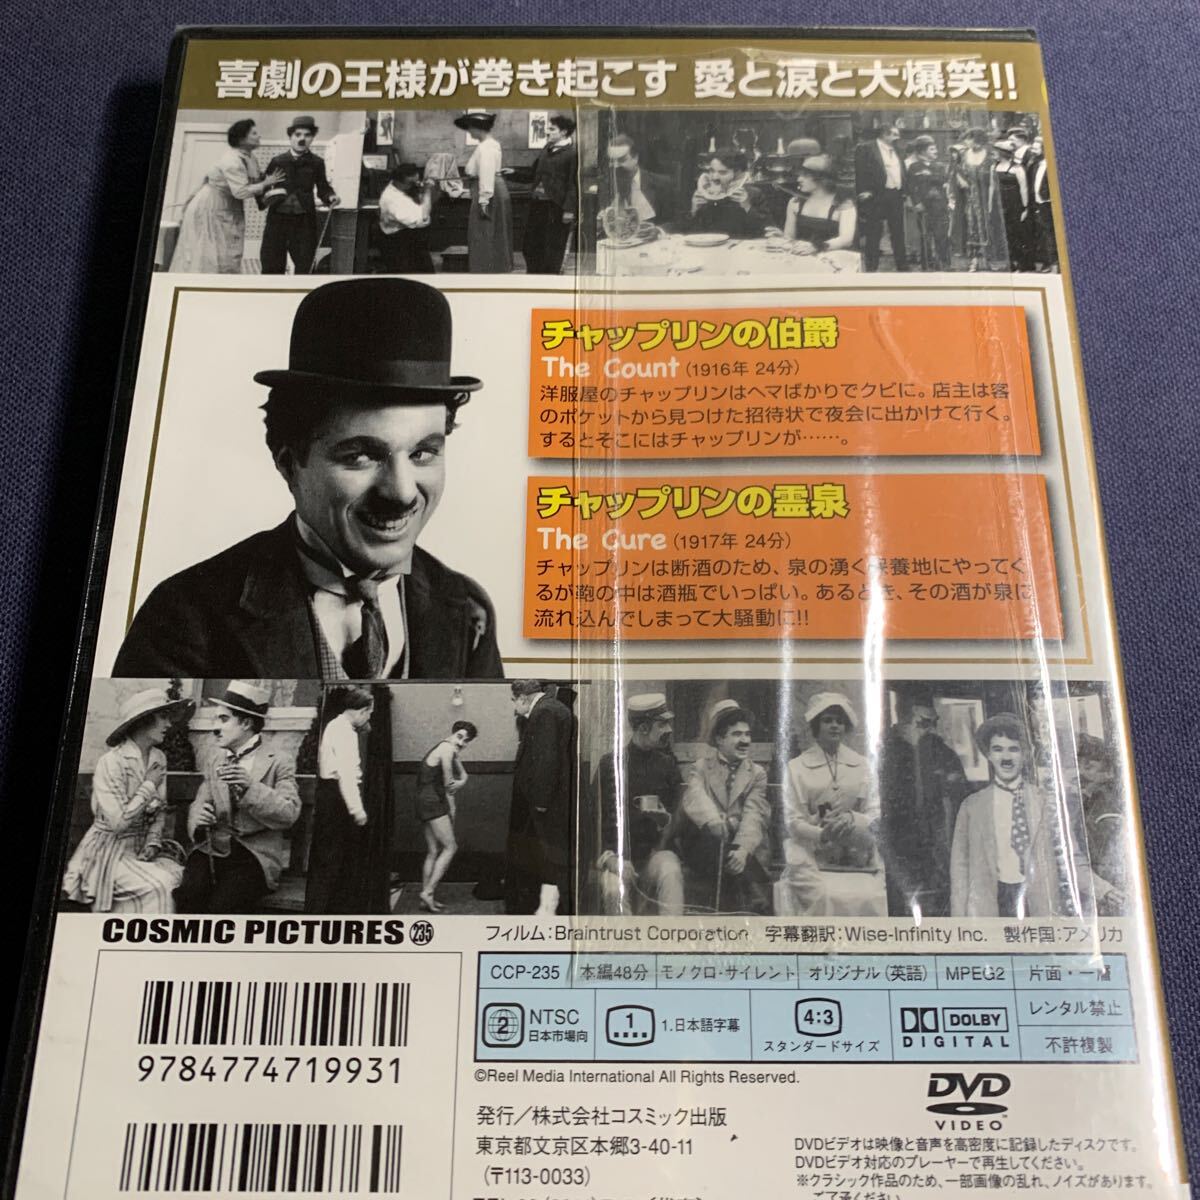 喜劇の王様が巻き起こす 愛と涙と大爆笑!!
チャップリンの伯爵
The Count (1916年 24分)
洋服屋のチャップリンはヘマばかりでクビに。店主は客
のポケットから見つけた招待状で夜会に出かけて行く。
するとそこにはチャップリンが……。
チャップリンの霊泉
The Cure (1917年 24分)
チャップリンは断酒のため、泉の湧く保養地にやってく
るが鞄の中は酒瓶でいっぱい。あるとき、その酒が泉に
流れ込んでしまって大騒動に!!
COSMIC PICTURES 235
フィルム:Braintrust Corporation 字幕翻訳:Wise-Infinity Inc. 製作国:アメリカ
CCP-235 本編48分 モノクロ・サイレント オリジナル(英語) MPEG2 片面・一層
2 NTSC 日本市場向 1 1.日本語字幕 4:3 スタンダードサイズ DOLBY DIGITAL レンタル禁止 不許複製
9784774719931
©Reel Media International All Rights Reserved.
発行／株式会社コスミック出版
東京都文京区本郷3-40-11
(〒113-0033)
DVD VIDEO
DVDビデオは映像と音声を高密度に記録したディスクです。
DVDビデオ対応のプレーヤーで再生してください。
※クラシック作品のため、一部画像の乱れ、ノイズがあります。
ご了承ください。